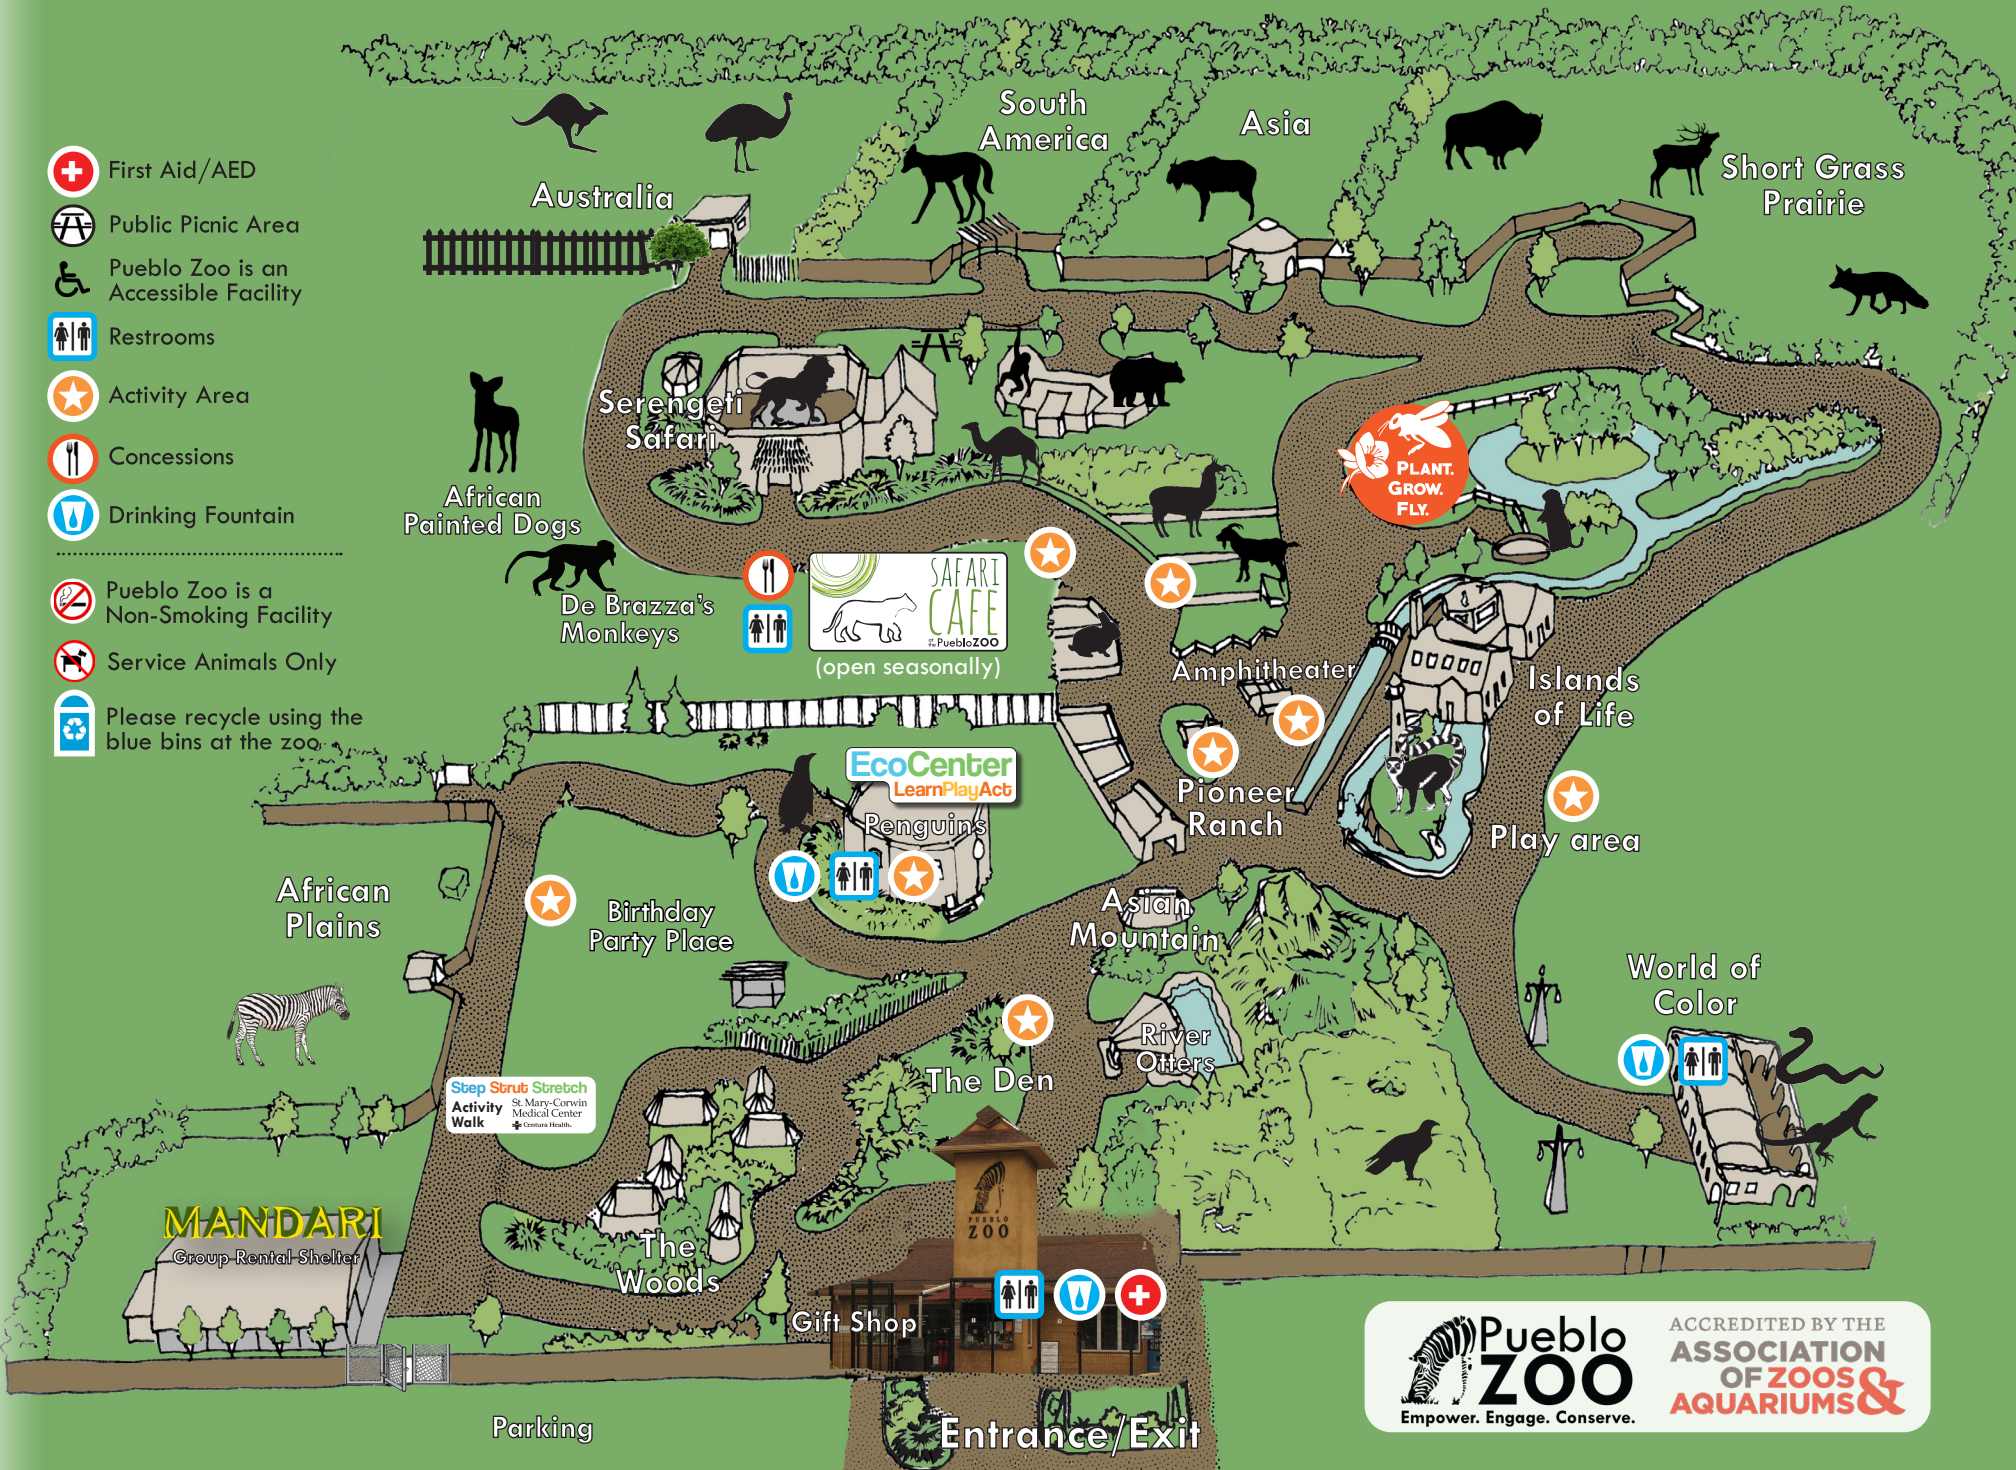 First Aid/AED
Public Picnic Area
Pueblo Zoo is an
Accessible Facility
Restrooms
Activity Area
Concessions
Drinking Fountain
Pueblo Zoo is a
Non-Smoking Facility
Service Animals Only
Please recycle using the
blue bins at the zoo.
Australia
South
America
Asia
Short Grass
Prairie
Serengeti
Safari
African
Painted Dogs
De Brazza's
Monkeys
SAFARI
CAFE
at the PuebloZOO
(open seasonally)
PLANT.
GROW.
FLY.
Amphitheater
Islands
of Life
Pioneer
Ranch
Play area
EcoCenter
LearnPlayAct
Penguins
African
Plains
Birthday
Party Place
Asian
Mountain
River
Otters
World of
Color
The Den
Step Strut Stretch
Activity
Walk
St. Mary-Corwin
Medical Center
Centura Health.
MANDARI
Group Rental Shelter
The
Woods
PUEBLO
ZOO
Gift Shop
Parking
Entrance/Exit
Pueblo
ZOO
Empower. Engage. Conserve.
ACCREDITED BY THE
ASSOCIATION
OF ZOOS
AQUARIUMS &